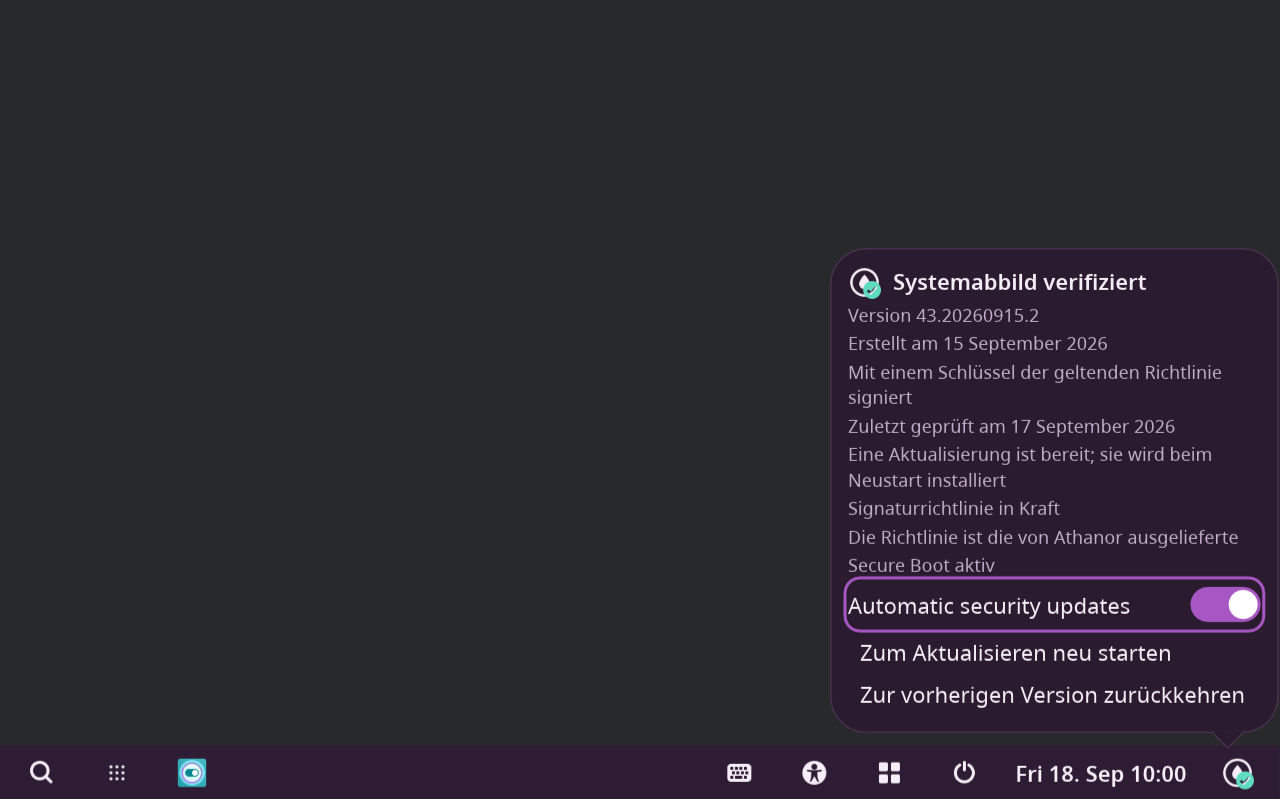 Systemabbild verifiziert
Version 43.20260915.2
Erstellt am 15 September 2026
Mit einem Schlüssel der geltenden Richtlinie
signiert
Zuletzt geprüft am 17 September 2026
Eine Aktualisierung ist bereit; sie wird beim
Neustart installiert
Signaturrichtlinie in Kraft
Die Richtlinie ist die von Athanor ausgelieferte
Secure Boot aktiv
Automatic security updates
Zum Aktualisieren neu starten
Zur vorherigen Version zurückkehren
Fri 18. Sep 10:00